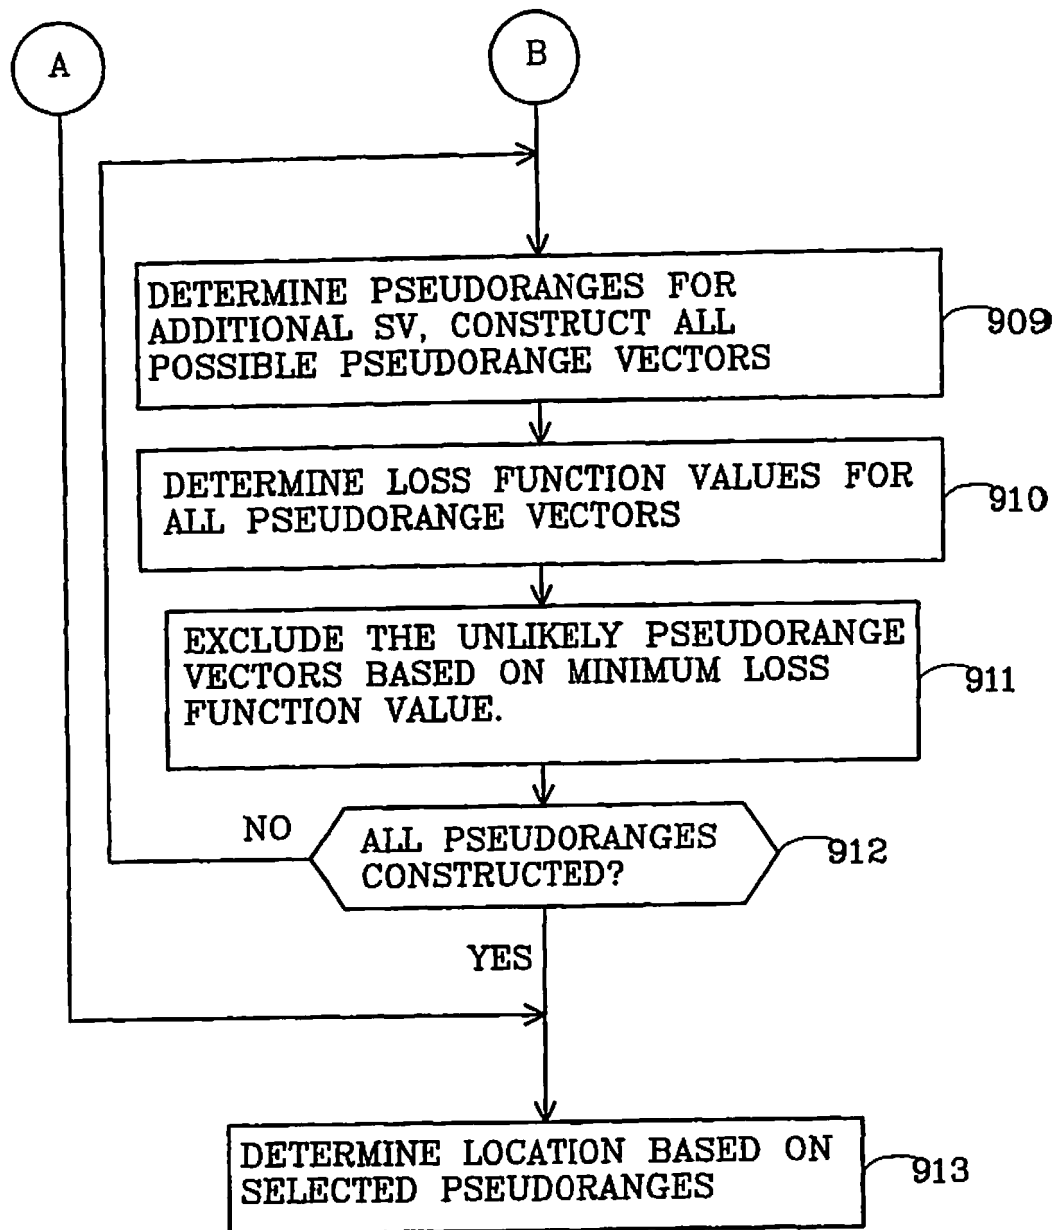 A
B
DETERMINE PSEUDORANGES FOR
ADDITIONAL SV, CONSTRUCT ALL
POSSIBLE PSEUDORANGE VECTORS
909
DETERMINE LOSS FUNCTION VALUES FOR
ALL PSEUDORANGE VECTORS
910
EXCLUDE THE UNLIKELY PSEUDORANGE
VECTORS BASED ON MINIMUM LOSS
FUNCTION VALUE.
911
NO
ALL PSEUDORANGES
CONSTRUCTED?
912
YES
DETERMINE LOCATION BASED ON
SELECTED PSEUDORANGES
913